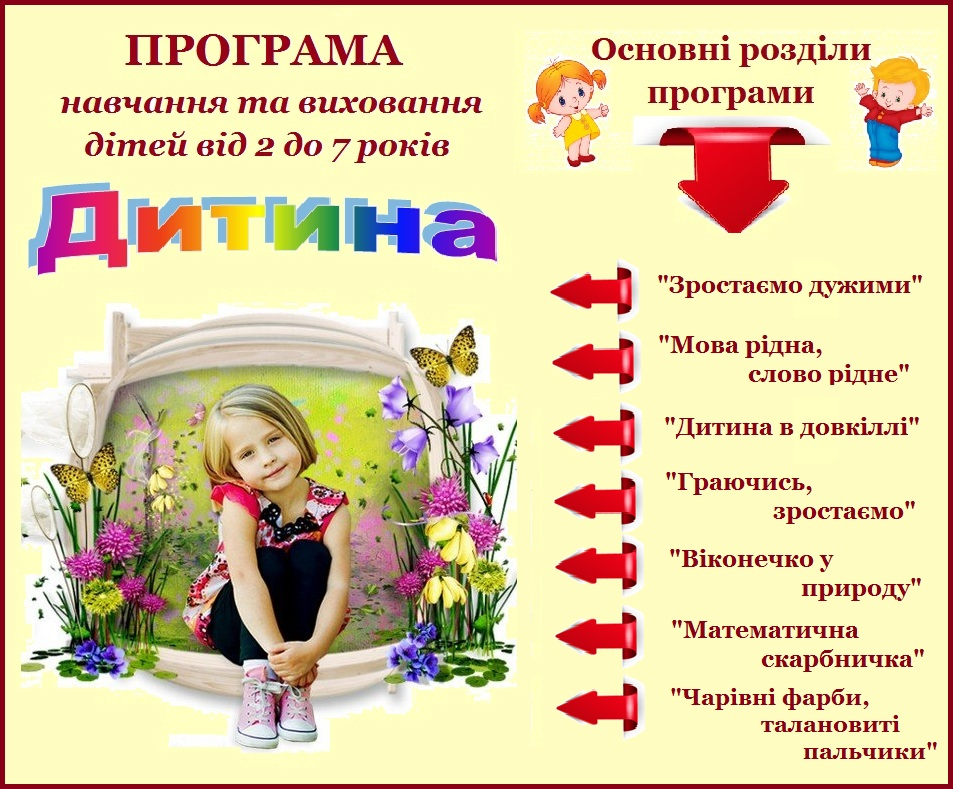 ПРОГРАМА
навчання та виховання
дітей від 2 до 7 років
Дитина
Основні розділи
програми
"Зростаємо дужими"
"Мова рідна,
слово рідне"
"Дитина в довкіллі"
"Граючись,
зростаємо"
"Віконечко у
природу"
"Математична
скарбничка"
"Чарівні фарби,
талановиті
пальчики"